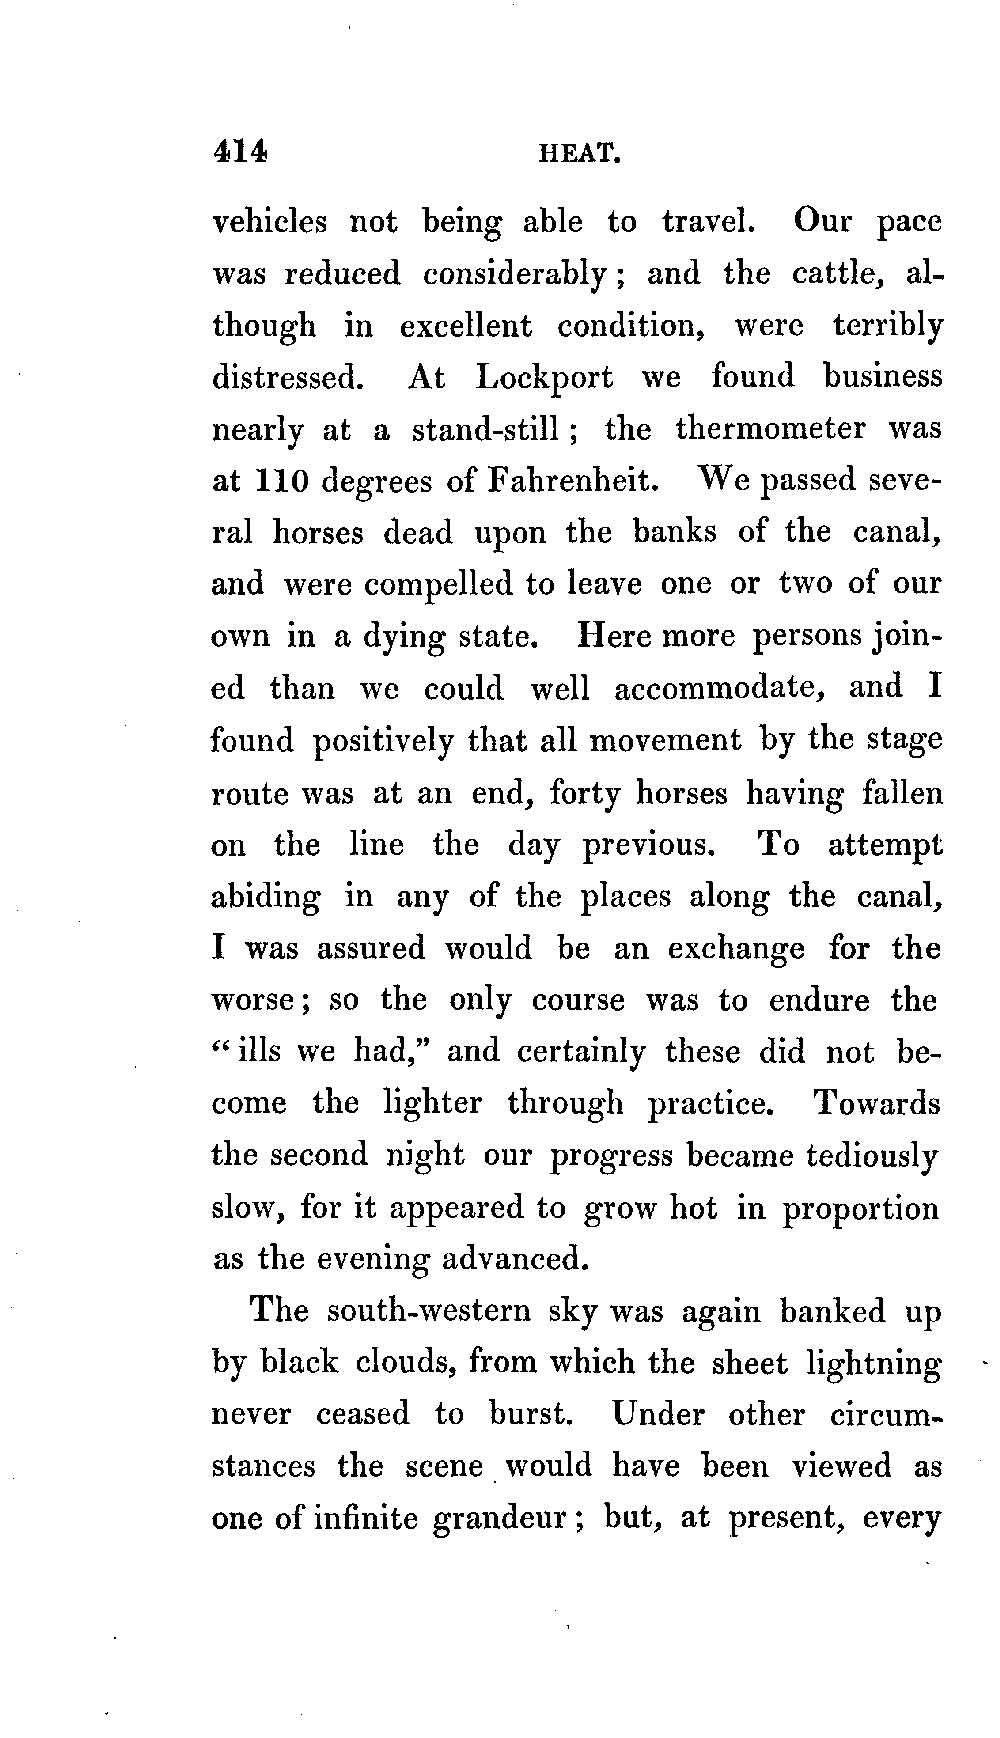 414 HEAT.
vehicles not being able to travel. Our pace
was reduced considerably ; and the cattle, al-
though in excellent condition, were terribly
distressed. At Lockport we found business
nearly at a stand-still ; the thermometer was
at 110 degrees of Fahrenheit. We passed seve-
ral horses dead upon the banks of the canal,
and were compelled to leave one or two of our
own in a dying state. Here more persons join-
ed than we could well accommodate, and I
found positively that all movement by the stage
route was at an end, forty horses having fallen
on the line the day previous. To attempt
abiding in any of the places along the canal,
I was assured would be an exchange for the
worse ; so the only course was to endure the
“ ills we had,” and certainly these did not be-
come the lighter through practice. Towards
the second night our progress became tediously
slow, for it appeared to grow hot in proportion
as the evening advanced.
The south-western sky was again banked up
by black clouds, from which the sheet lightning
never ceased to burst. Under other circum-
stances the scene would have been viewed as
one of infinite grandeur ; but, at present, every